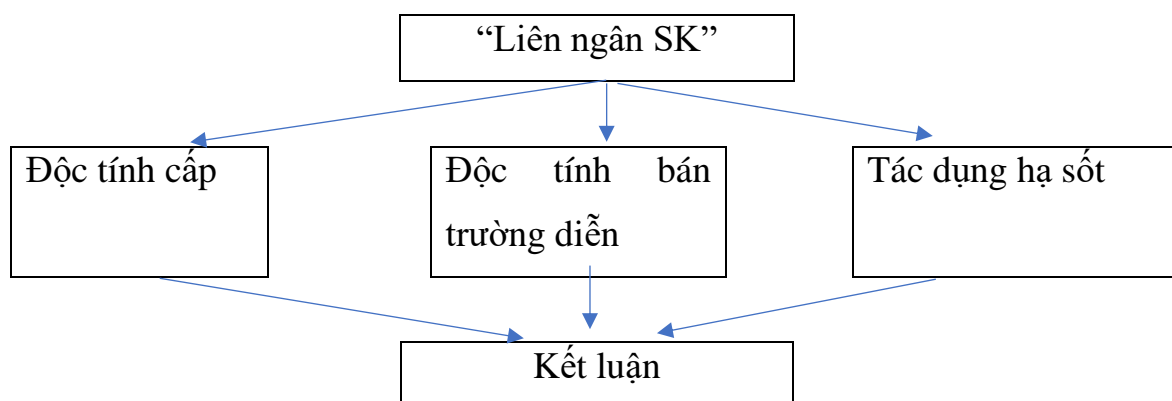 “Liên ngân SK”
Độc tính cấp
Độc tính bán
trường diễn
Tác dụng hạ sốt
Kết luận